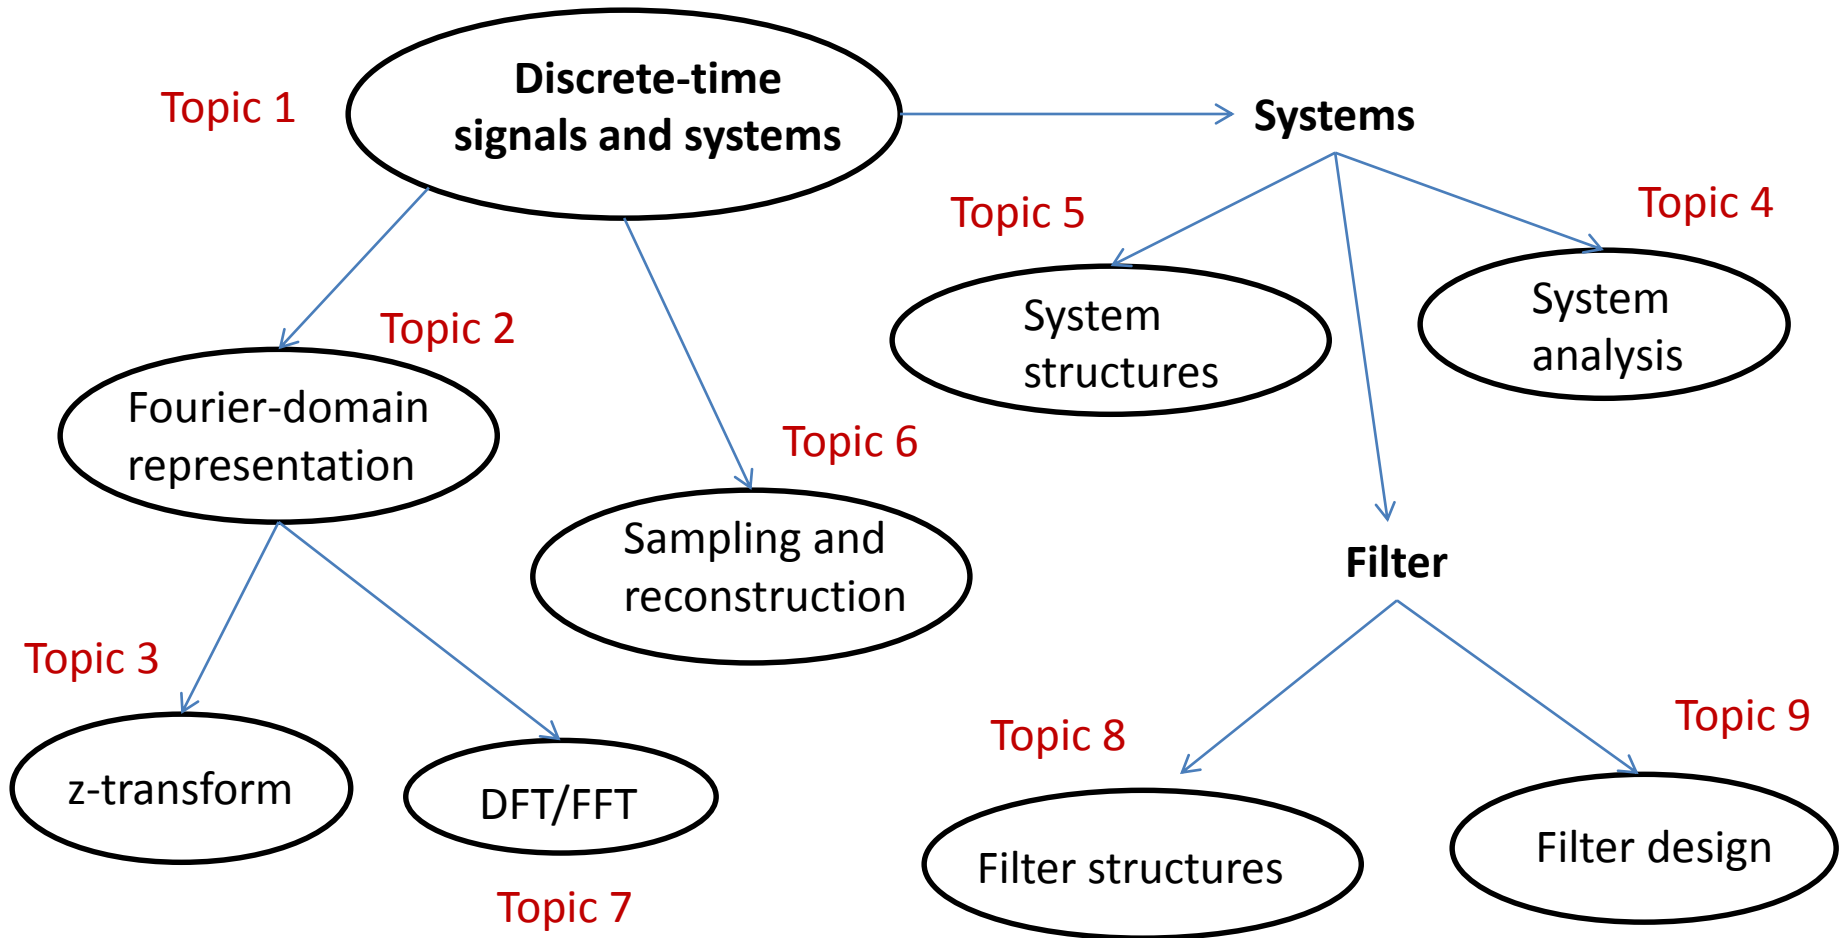 Topic 1
Discrete-time
signals and systems
Systems
Topic 5
Topic 4
System
structures
System
analysis
Topic 2
Fourier-domain
representation
Topic 6
Sampling and
reconstruction
Filter
Topic 3
z-transform
DFT/FFT
Topic 7
Topic 8
Filter structures
Topic 9
Filter design